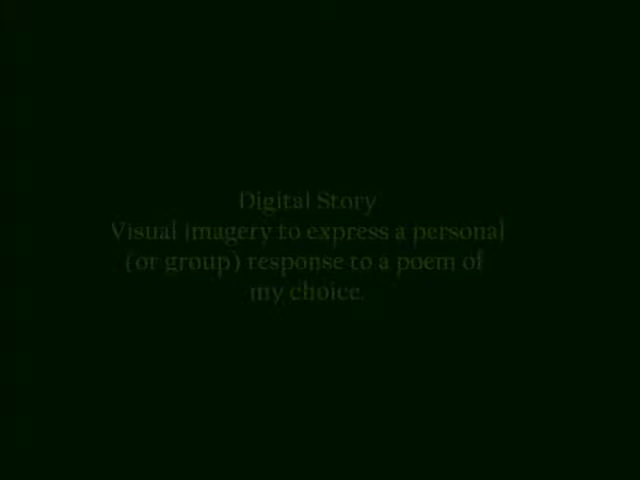 Digital Story
Visual imagery to express a personal
(or group) response to a poem of
my choice.